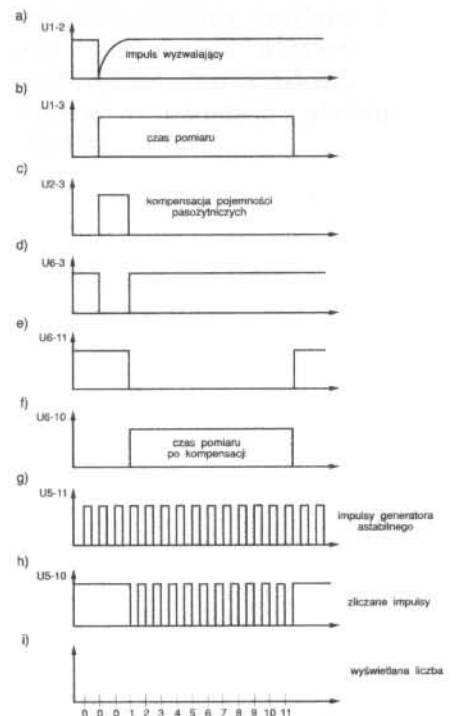 a)
U1-2
impuls wyzwalający
b)
U1-3
czas pomiaru
c)
U2-3
kompensacja pojemności
pasożytniczych
d)
U6-3
e)
U6-11
f)
U6-10
czas pomiaru
po kompensacji
g)
U5-11
impulsy generatora
astabilnego
h)
U5-10
zliczane impulsy
i)
wyświetlana liczba
0 0 0 1 2 3 4 5 6 7 8 9 10 11